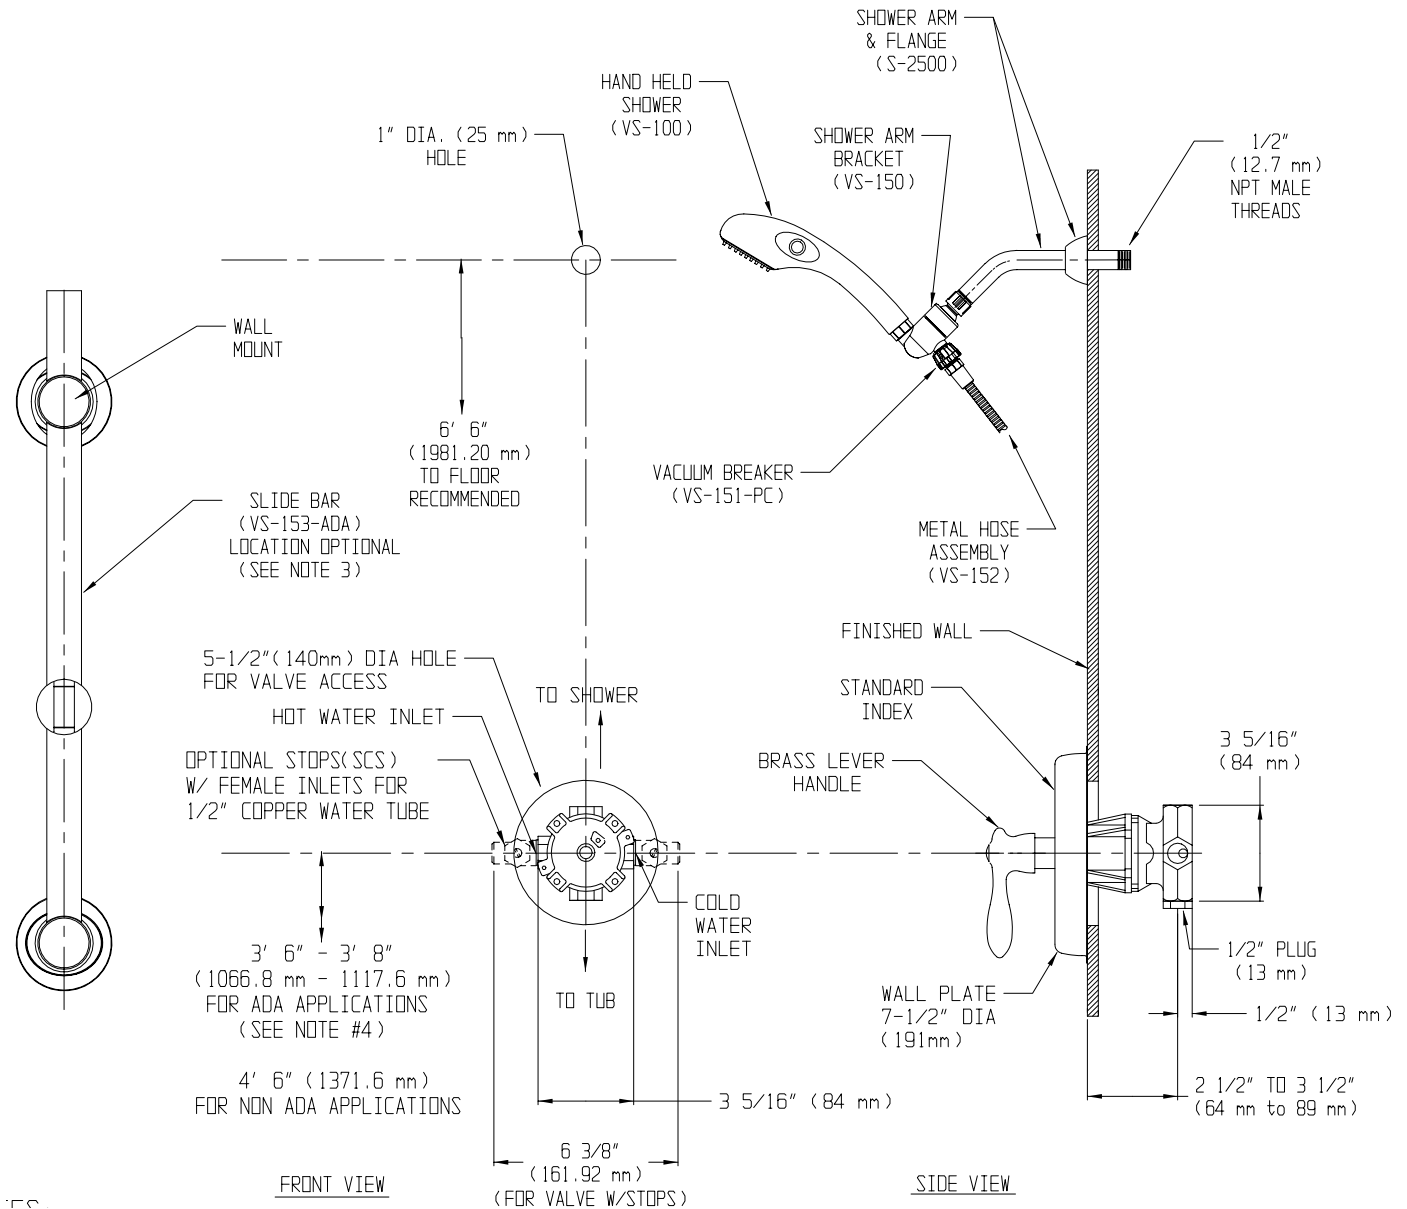 SHOWER ARM
& FLANGE
(S-2500)
HAND HELD
SHOWER
(VS-100)
1" DIA. (25 mm)
HOLE
SHOWER ARM
BRACKET
(VS-150)
1/2"
(12.7 mm)
NPT MALE
THREADS
WALL
MOUNT
6' 6"
(1981.20 mm)
TO FLOOR
RECOMMENDED
VACUUM BREAKER
(VS-151-PC)
SLIDE BAR
(VS-153-ADA)
LOCATION OPTIONAL
(SEE NOTE 3)
METAL HOSE
ASSEMBLY
(VS-152)
FINISHED WALL
5-1/2"(140mm) DIA HOLE
FOR VALVE ACCESS
TO SHOWER
STANDARD
INDEX
HOT WATER INLET
OPTIONAL STOPS(SCS)
W/ FEMALE INLETS FOR
1/2" COPPER WATER TUBE
BRASS LEVER
HANDLE
3 5/16"
(84 mm)
COLD
WATER
INLET
3' 6" - 3' 8"
(1066.8 mm - 1117.6 mm)
FOR ADA APPLICATIONS
(SEE NOTE #4)
TO TUB
1/2" PLUG
(13 mm)
WALL PLATE
7-1/2" DIA
(191mm)
1/2" (13 mm)
4' 6" (1371.6 mm)
FOR NON ADA APPLICATIONS
3 5/16" (84 mm)
2 1/2" TO 3 1/2"
(64 mm to 89 mm)
6 3/8"
(161.92 mm)
(FOR VALVE W/STOPS)
FRONT VIEW
SIDE VIEW